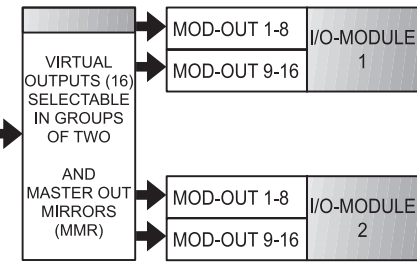 VIRTUAL
OUTPUTS (16)
SELECTABLE
IN GROUPS
OF TWO
AND
MASTER OUT
MIRRORS
(MMR)
MOD-OUT 1-8
MOD-OUT 9-16
I/O-MODULE
1
MOD-OUT 1-8
MOD-OUT 9-16
I/O-MODULE
2